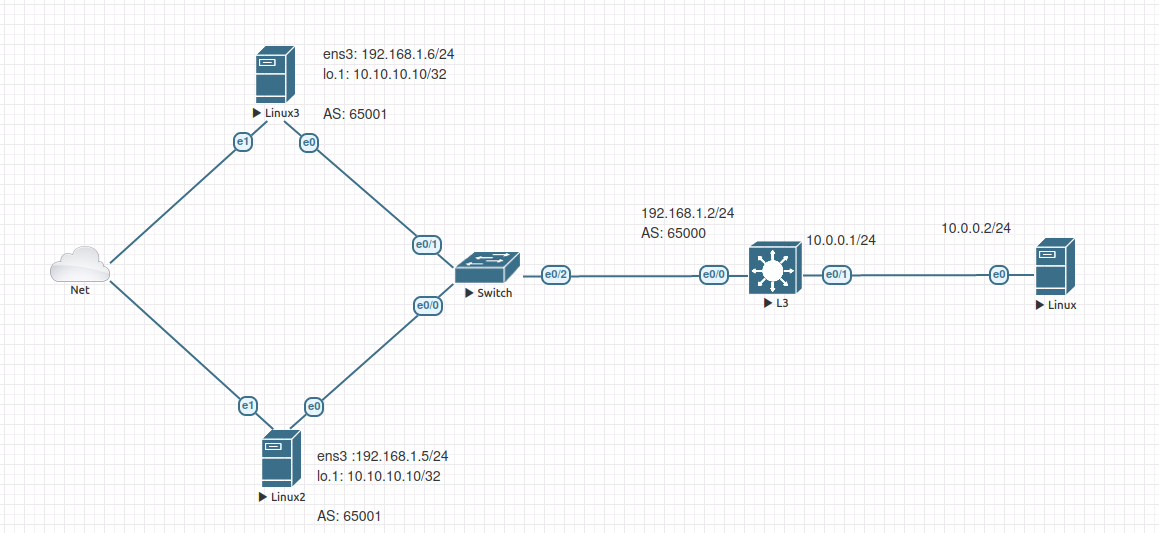 ens3: 192.168.1.6/24
lo.1: 10.10.10.10/32
Linux3
AS: 65001
e1
e0
192.168.1.2/24
AS: 65000
10.0.0.2/24
10.0.0.1/24
e0/1
Net
Switch
e0/2
e0/0
L3
e0/1
e0
Linux
e0/0
e1
e0
ens3 :192.168.1.5/24
lo.1: 10.10.10.10/32
Linux2
AS: 65001